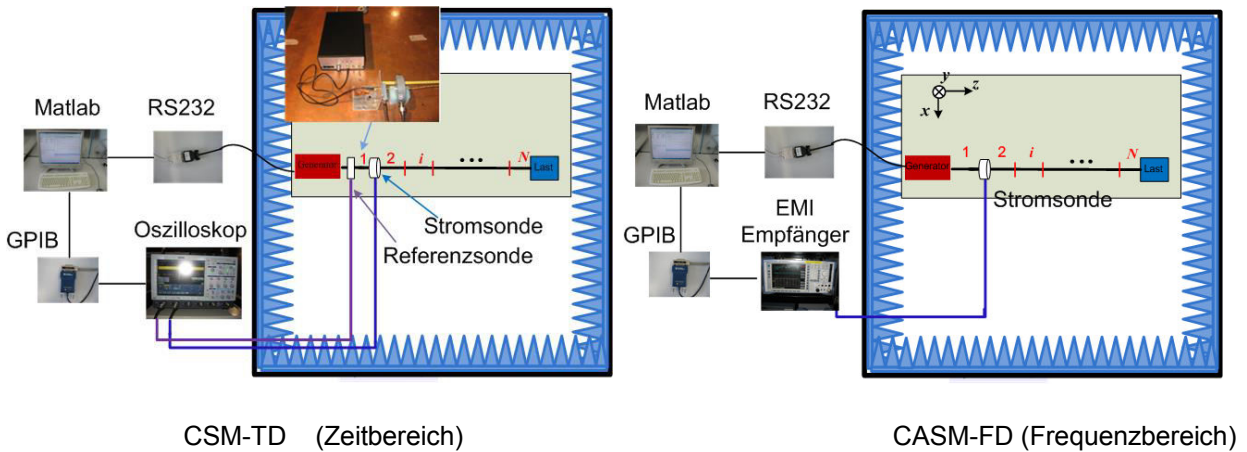 Matlab
RS232
GPIB
Oszilloskop
1
2
i
...
N
Last
Stromsonde
Referenzsonde
Matlab
RS232
GPIB
EMI
Empfänger
y
z
x
Generator
1
2
i
...
N
Last
Stromsonde
CSM-TD (Zeitbereich)
CASM-FD (Frequenzbereich)